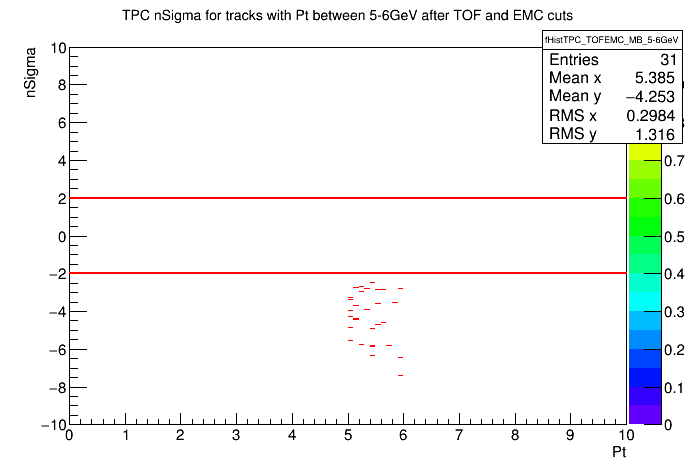 TPC nSigma for tracks with Pt between 5-6GeV after TOF and EMC cuts
fHistTPC_TOFEMC_MB_5-6GeV
Entries 31
Mean x 5.385
Mean y −4.253
RMS x 0.2984
RMS y 1.316
nSigma
10
8
6
4
2
0
−2
−4
−6
−8
−10
0 1 2 3 4 5 6 7 8 9 10
Pt
0.7
0.6
0.5
0.4
0.3
0.2
0.1
0